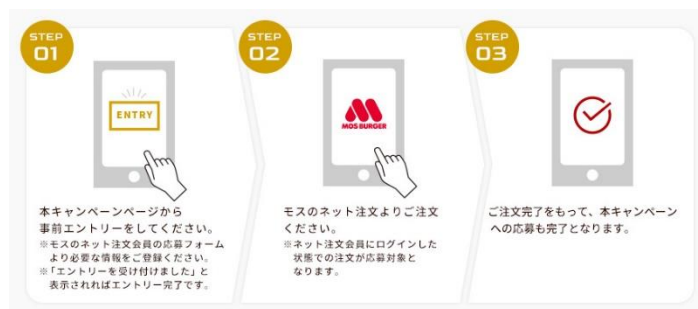 STEP
01
ENTRY
本キャンペーンページから
事前エントリーをしてください。
※モスのネット注文会員の応募フォーム
より必要な情報をご登録ください。
※「エントリーを受け付けました」と
表示されればエントリー完了です。
STEP
02
MOS BURGER
モスのネット注文よりご注文
ください。
※ネット注文会員にログインした
状態での注文が応募対象と
なります。
STEP
03
ご注文完了をもって、本キャンペーン
への応募も完了となります。